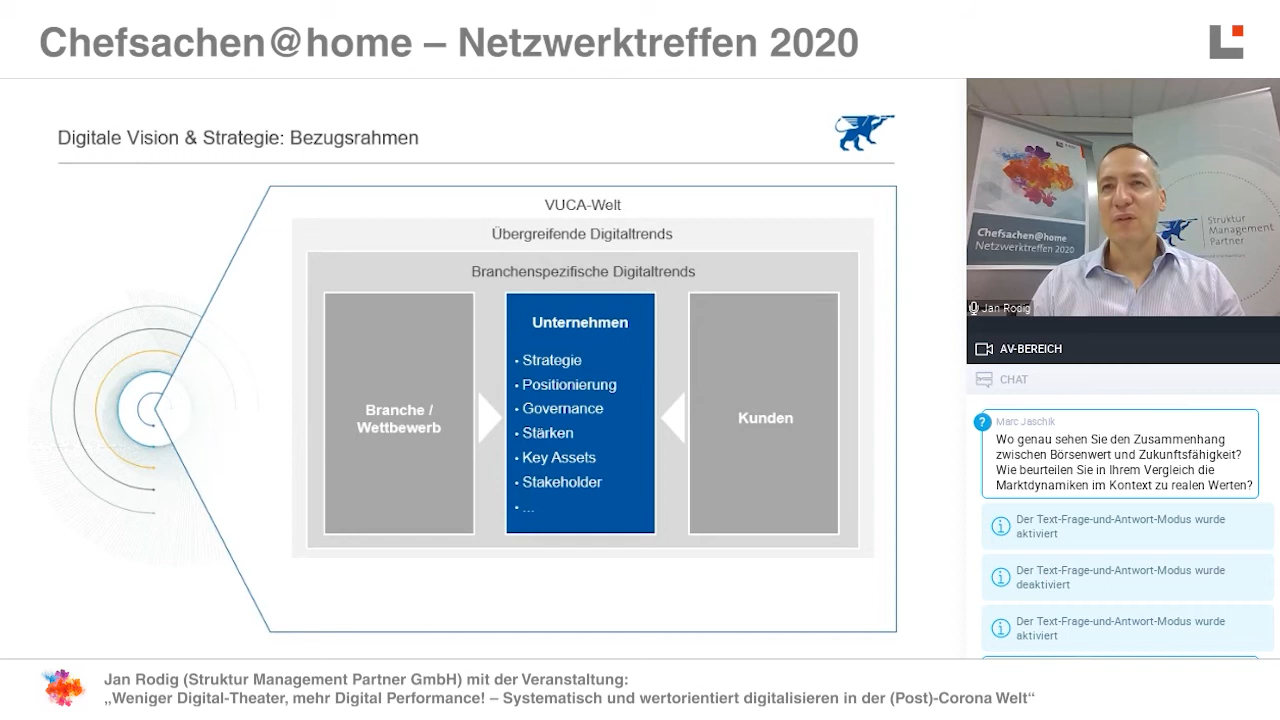 Chefsachen@home – Netzwerktreffen 2020
Digitale Vision & Strategie: Bezugsrahmen
VUCA-Welt
Übergreifende Digitaltrends
Branchenspezifische Digitaltrends
Branche /
Wettbewerb
Unternehmen
• Strategie
• Positionierung
• Governance
• Stärken
• Key Assets
• Stakeholder
• ...
Kunden
Chefsachen@home
Netzwerktreffen 2020
Struktur
Management
Partner
Jan Rodig
AV-BEREICH
CHAT
? Marc Jaschik
Wo genau sehen Sie den Zusammenhang
zwischen Börsenwert und Zukunftsfähigkeit?
Wie beurteilen Sie in Ihrem Vergleich die
Marktdynamiken im Kontext zu realen Werten?
Der Text-Frage-und-Antwort-Modus wurde
aktiviert
Der Text-Frage-und-Antwort-Modus wurde
deaktiviert
Der Text-Frage-und-Antwort-Modus wurde
aktiviert
Jan Rodig (Struktur Management Partner GmbH) mit der Veranstaltung:
„Weniger Digital-Theater, mehr Digital Performance! – Systematisch und wertorientiert digitalisieren in der (Post)-Corona Welt“